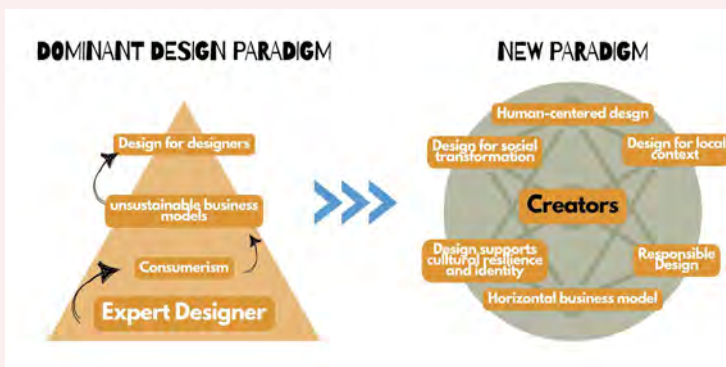 DOMINANT DESIGN PARADIGM
Design for designers
unsustainable business
models
Consumerism
Expert Designer
NEW PARADIGM
Human-centered desgn
Design for social
transformation
Design for local
context
Creators
Design supports
culltural resilience
and identity
Responsible
Design
Horizontal business model